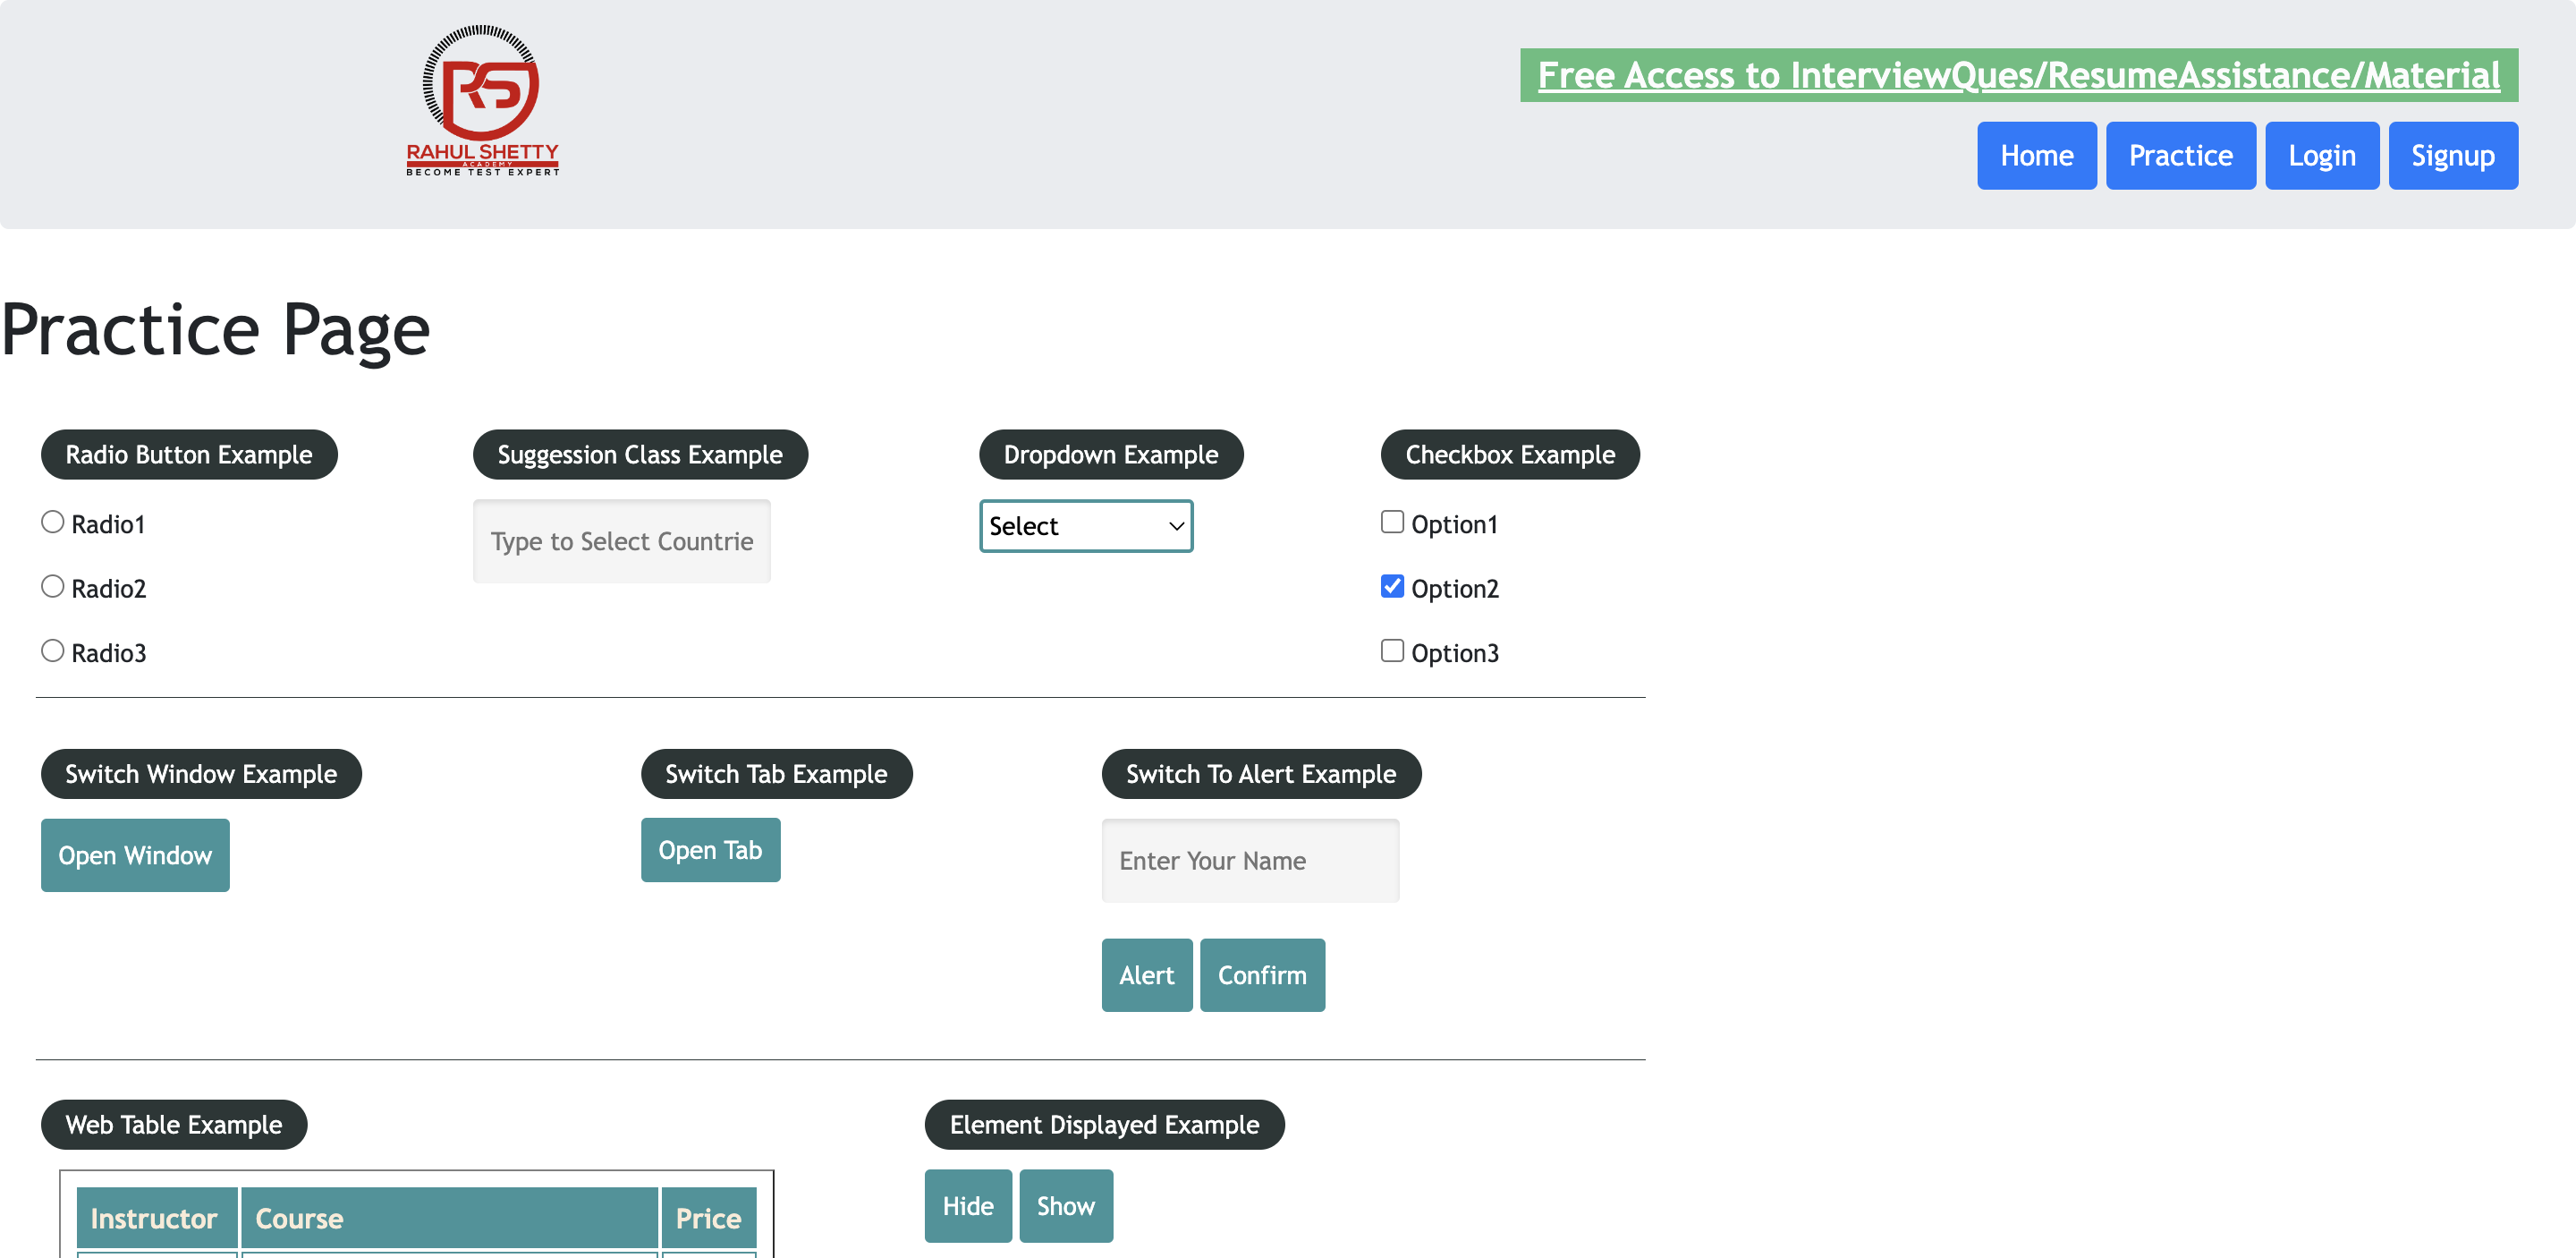 RS
RAHUL SHETTY
ACADEMY
BECOME TEST EXPERT
Free Access to InterviewQues/ResumeAssistance/Material
Home Practice Login Signup
Practice Page
Radio Button Example Suggession Class Example Dropdown Example Checkbox Example
Radio1 Type to Select Countrie Select Option1
Radio2 Option2
Radio3 Option3
Switch Window Example Switch Tab Example Switch To Alert Example
Open Window Open Tab Enter Your Name
Alert Confirm
Web Table Example Element Displayed Example
Instructor Course Price Hide Show